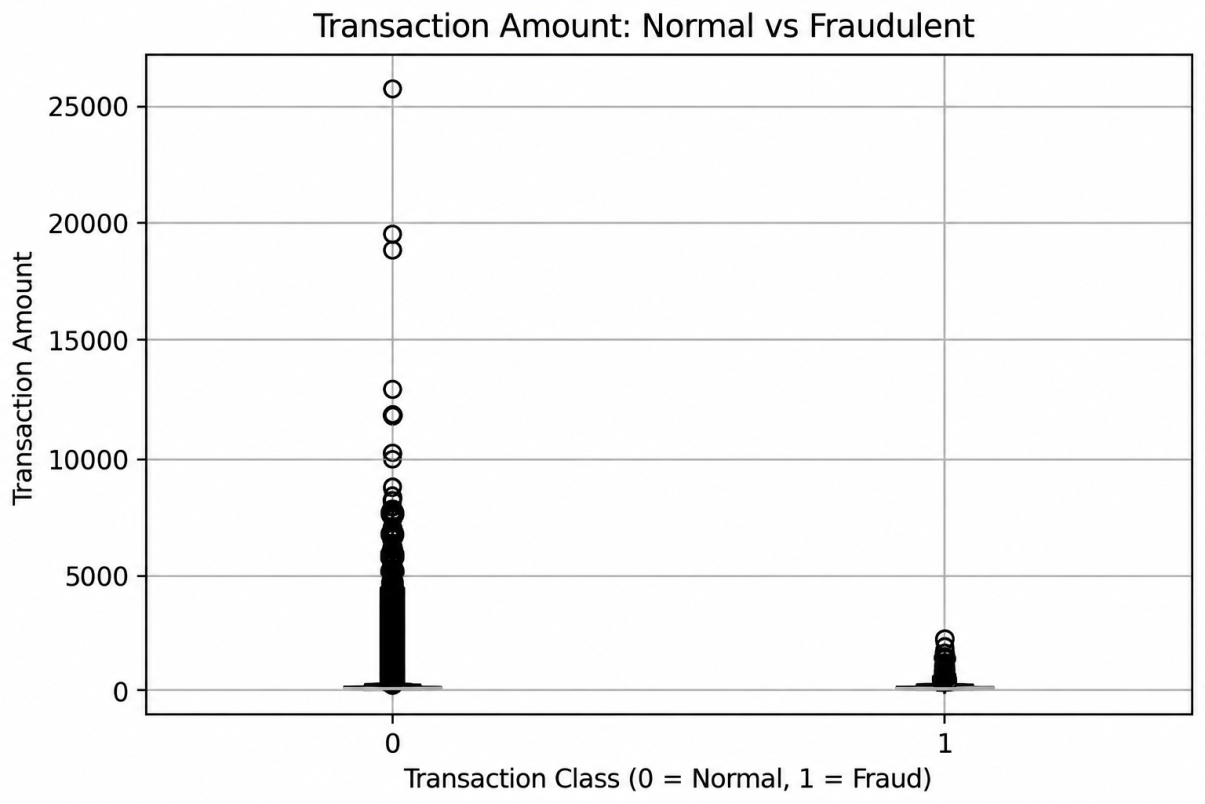 Transaction Amount: Normal vs Fraudulent
Transaction Amount
25000
20000
15000
10000
5000
0
0
1
Transaction Class (0 = Normal, 1 = Fraud)